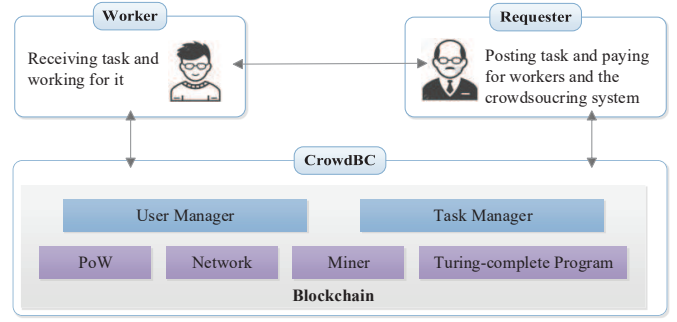 Worker
Requester
Receiving task and
working for it
Posting task and paying
for workers and the
crowdsoucring system
CrowdBC
User Manager
Task Manager
PoW
Network
Miner
Turing-complete Program
Blockchain